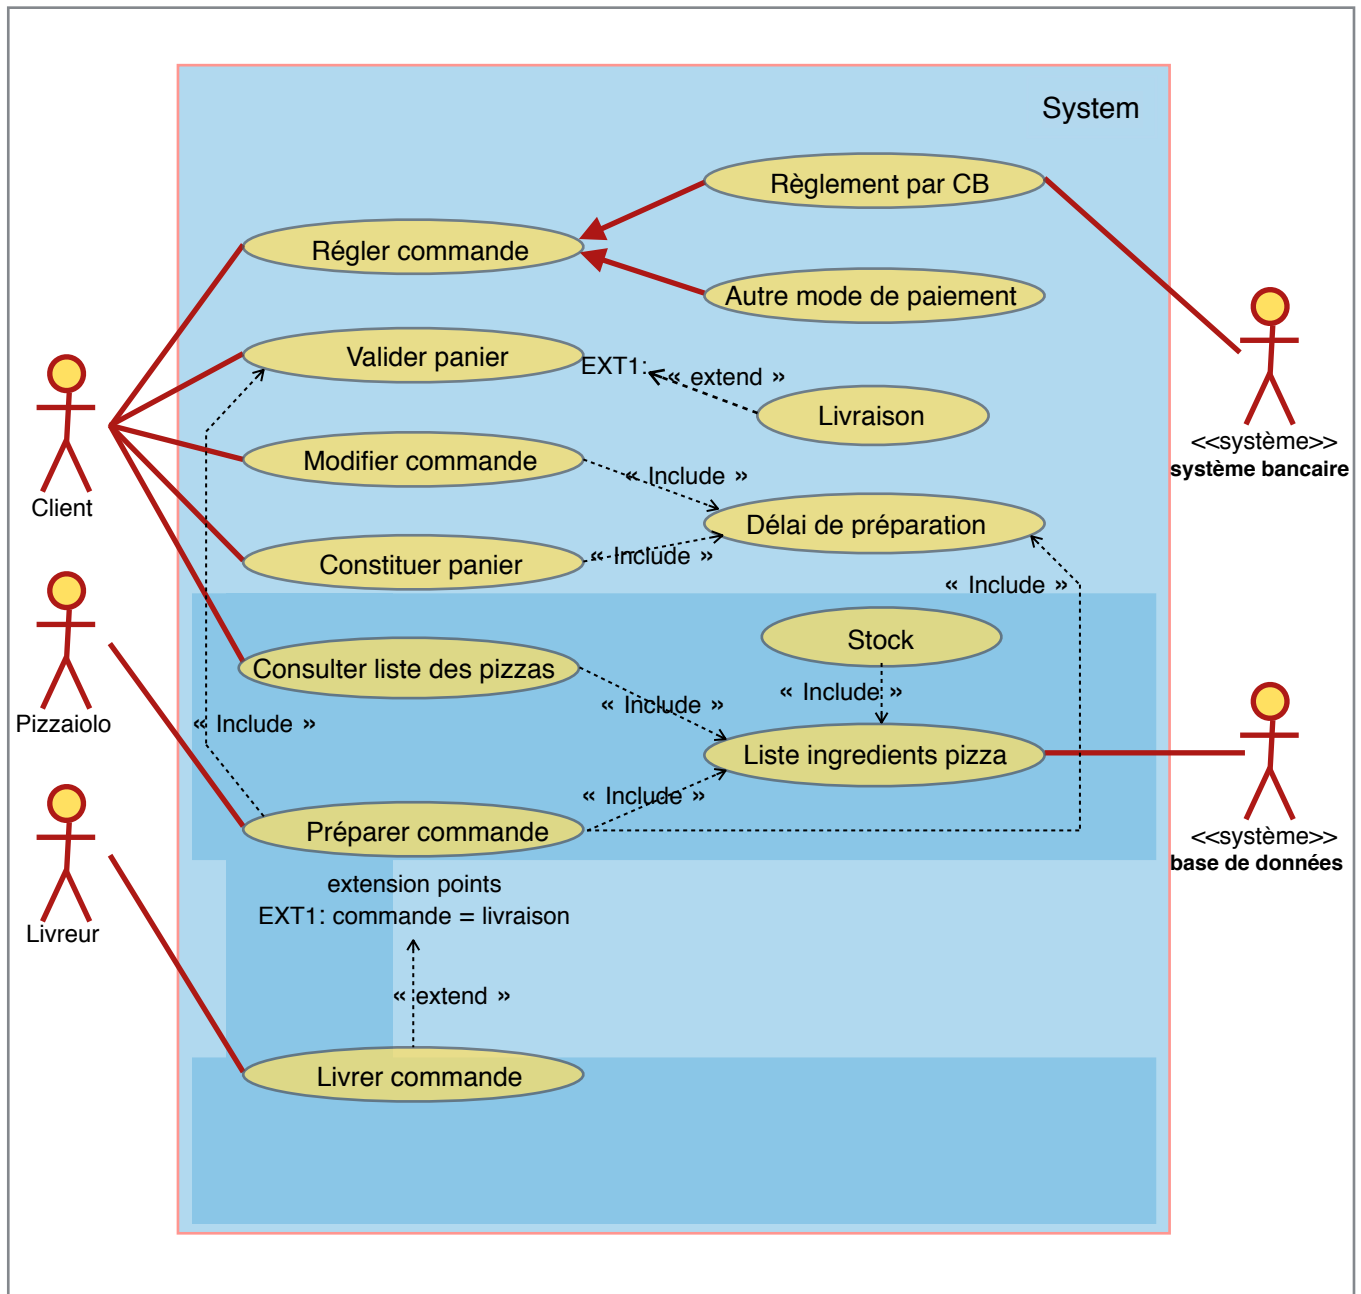 System
Règlement par CB
Régler commande
Autre mode de paiement
Valider panier
EXT1:
« extend »
Livraison
<<système>>
système bancaire
Modifier commande
« Include »
Client
Délai de préparation
Constituer panier
« Include »
« Include »
Stock
Consulter liste des pizzas
« Include »
« Include »
Pizzaiolo
« Include »
Liste ingredients pizza
« Include »
Préparer commande
<<système>>
base de données
extension points
EXT1: commande = livraison
Livreur
« extend »
Livrer commande